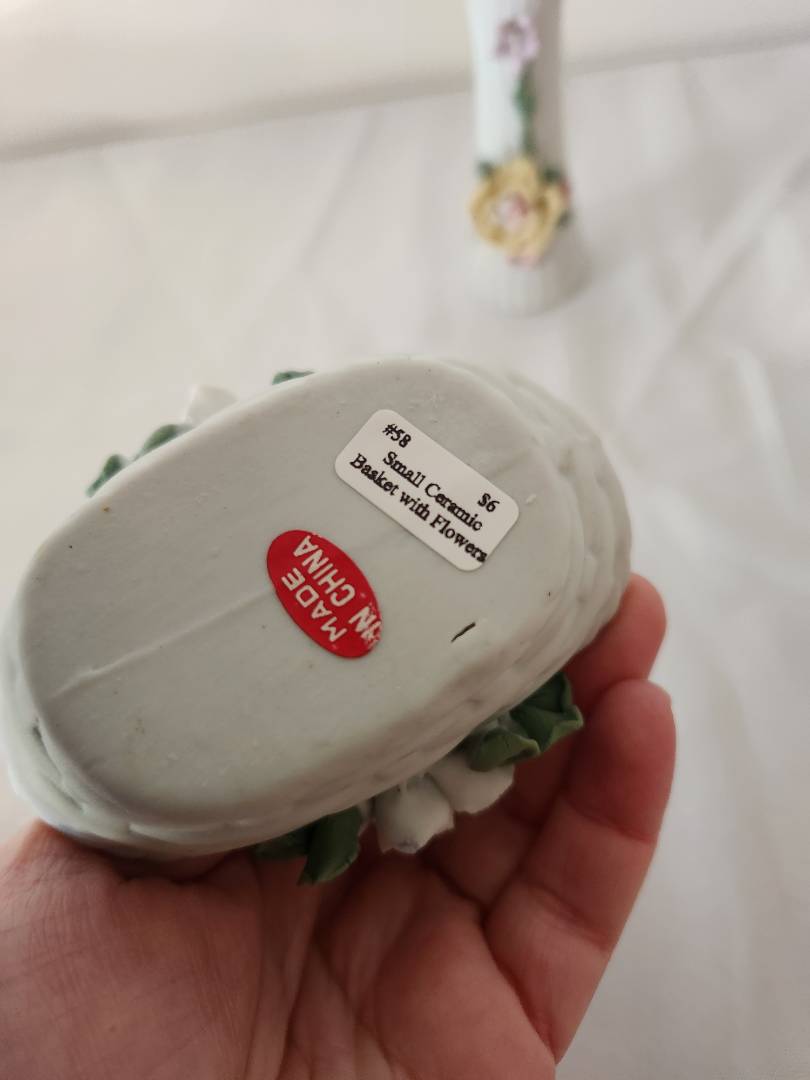 #58
$6
Small Ceramic
Basket with Flowers
MADE
IN CHINA